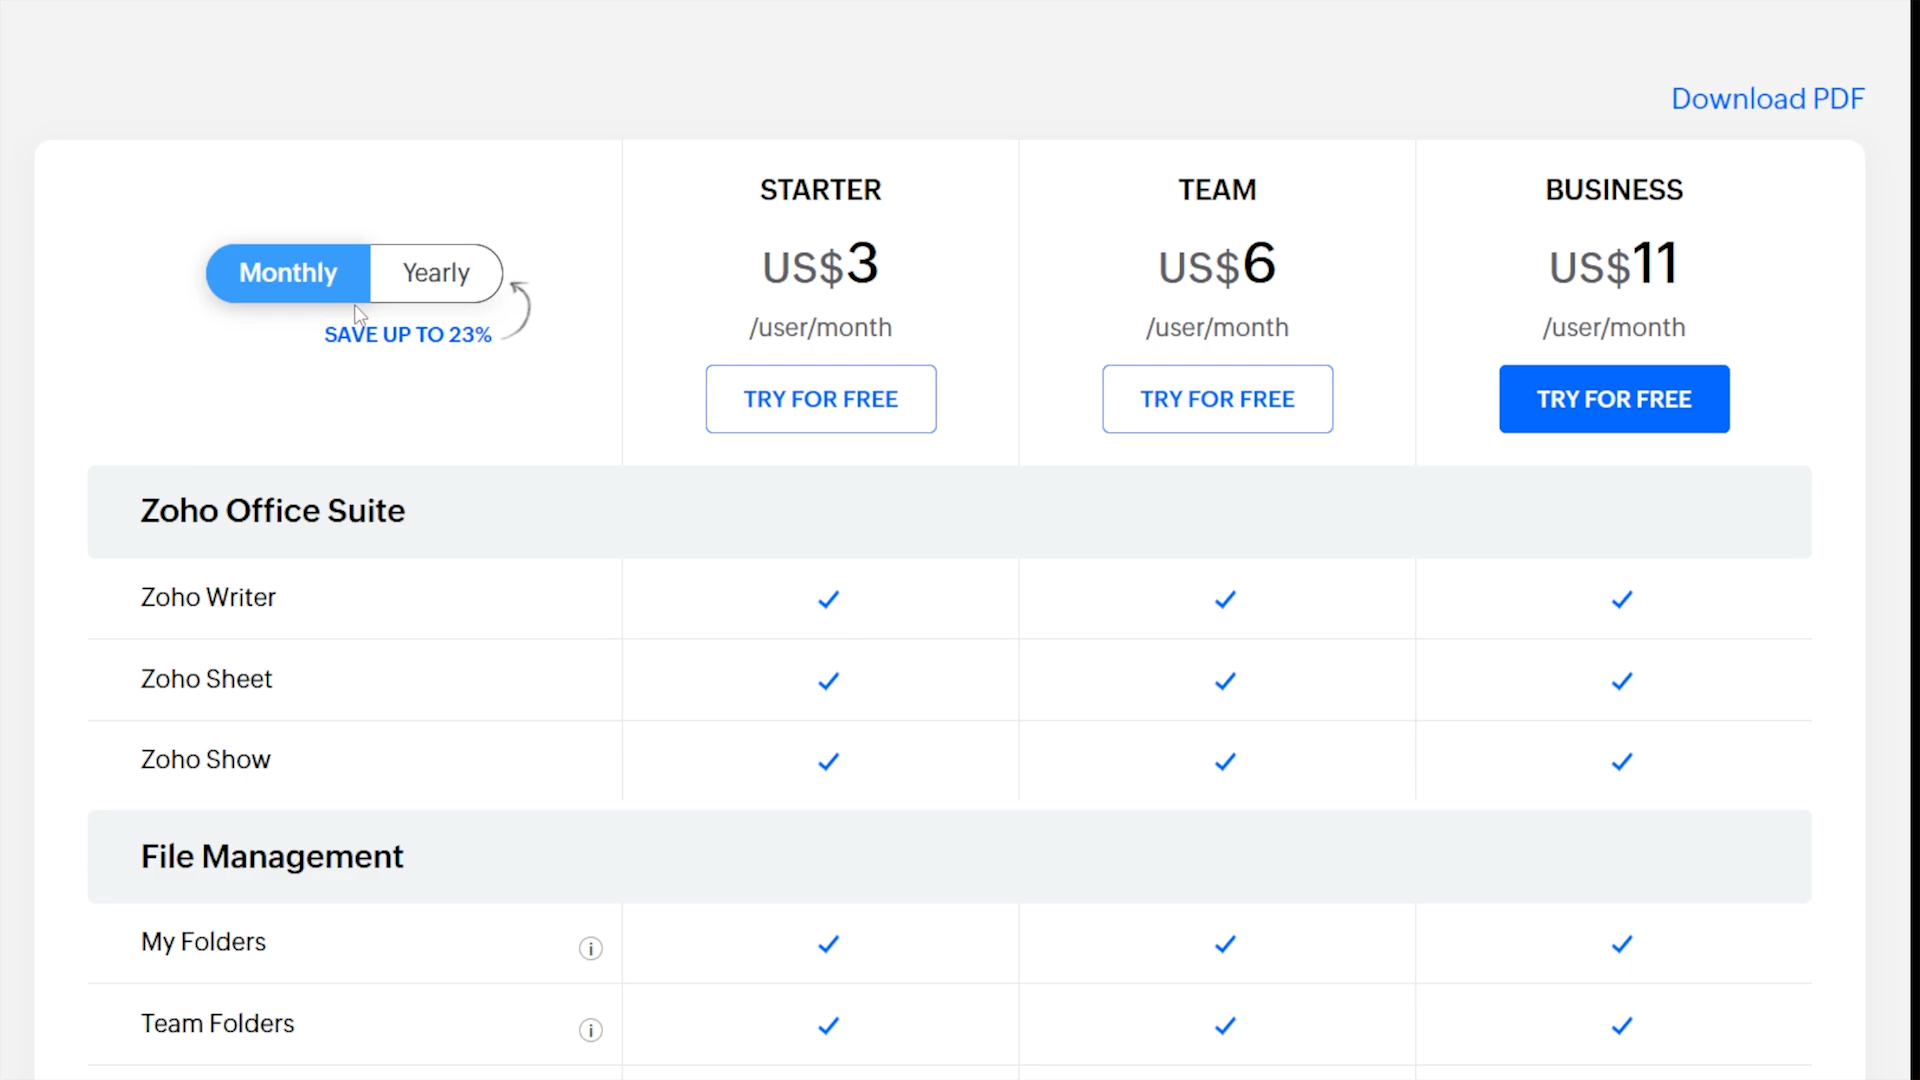 Download PDF
STARTER TEAM BUSINESS
Monthly Yearly US$3 US$6 US$11
SAVE UP TO 23% /user/month /user/month /user/month
TRY FOR FREE TRY FOR FREE TRY FOR FREE
Zoho Office Suite
Zoho Writer
Zoho Sheet
Zoho Show
File Management
My Folders
Team Folders